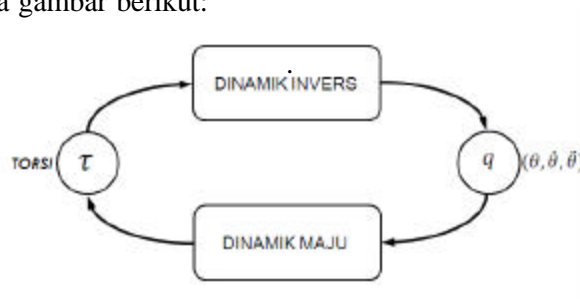 a gambar berikut:
DINAMIK INVERS
TORSI
τ
q
(θ, θ̇, θ̈)
DINAMIK MAJU